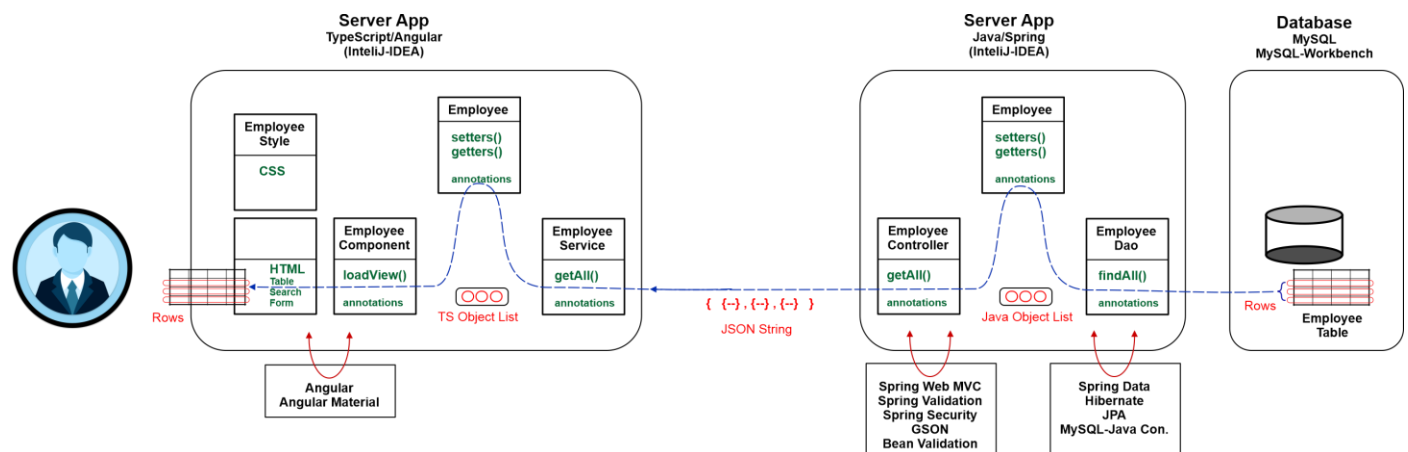 Server App
TypeScript/Angular
(InteliJ-IDEA)
Employee
Style
CSS
HTML
Table
Search
Form
Rows
Employee
Component
loadView()
annotations
Employee
setters()
getters()
annotations
TS Object List
Employee
Service
getAll()
annotations
Angular
Angular Material
{ {--} , {--} , {--} }
JSON String
Server App
Java/Spring
(InteliJ-IDEA)
Employee
Controller
getAll()
annotations
Employee
setters()
getters()
annotations
Java Object List
Employee
Dao
findAll()
annotations
Spring Web MVC
Spring Validation
Spring Security
GSON
Bean Validation
Spring Data
Hibernate
JPA
MySQL-Java Con.
Database
MySQL
MySQL-Workbench
Rows
Employee
Table